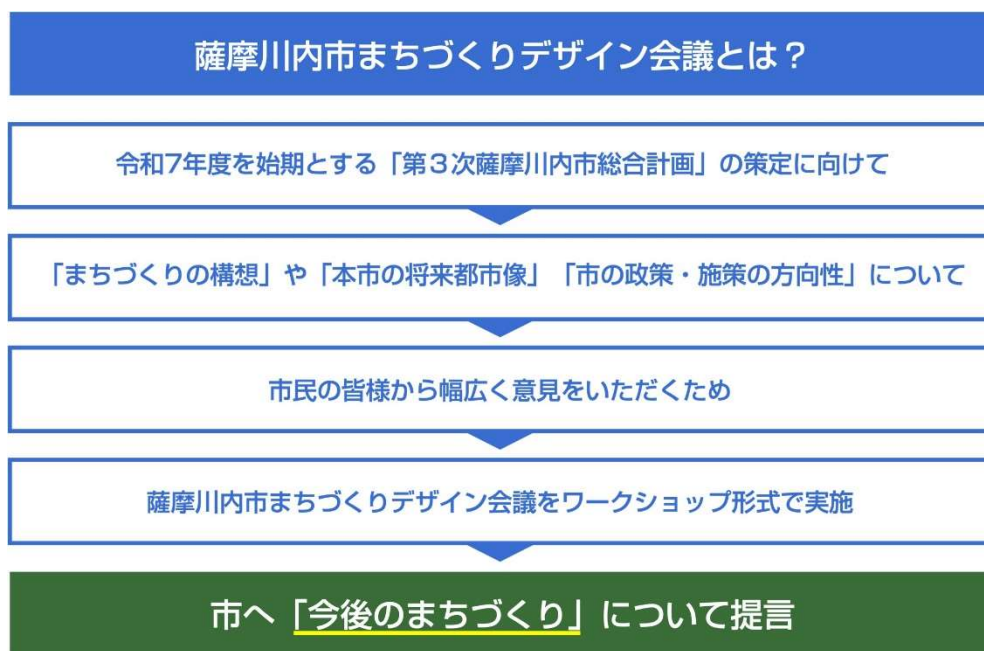 薩摩川内市まちづくりデザイン会議とは？
令和7年度を始期とする「第３次薩摩川内市総合計画」の策定に向けて
「まちづくりの構想」や「本市の将来都市像」「市の政策・施策の方向性」について
市民の皆様から幅広く意見をいただくため
薩摩川内市まちづくりデザイン会議をワークショップ形式で実施
市へ「今後のまちづくり」について提言